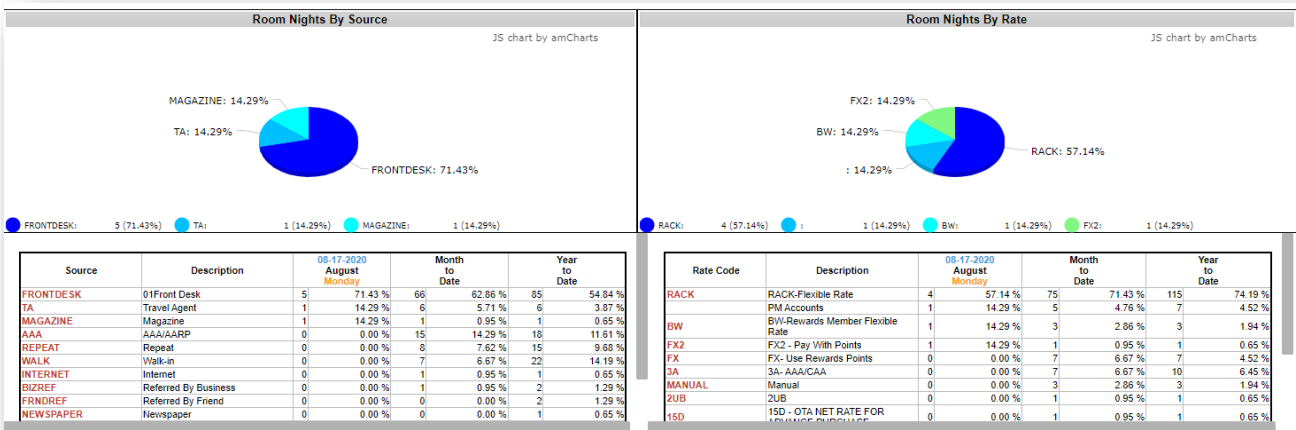 Room Nights By Source
JS chart by amCharts
MAGAZINE: 14.29%
TA: 14.29%
FRONTDESK: 71.43%
FRONTDESK: 5 (71.43%) TA: 1 (14.29%) MAGAZINE: 1 (14.29%)
Source Description 08-17-2020 August Monday Month to Date Year to Date
FRONTDESK 01Front Desk 5 71.43 % 66 62.86 % 85 54.84 %
TA Travel Agent 1 14.29 % 6 5.71 % 6 3.87 %
MAGAZINE Magazine 1 14.29 % 1 0.95 % 1 0.65 %
AAA AAA/AARP 0 0.00 % 15 14.29 % 18 11.61 %
REPEAT Repeat 0 0.00 % 8 7.62 % 15 9.68 %
WALK Walk-in 0 0.00 % 7 6.67 % 22 14.19 %
INTERNET Internet 0 0.00 % 1 0.95 % 1 0.65 %
BIZREF Referred By Business 0 0.00 % 1 0.95 % 2 1.29 %
FRNDREF Referred By Friend 0 0.00 % 0 0.00 % 2 1.29 %
NEWSPAPER Newspaper 0 0.00 % 0 0.00 % 1 0.65 %
Room Nights By Rate
JS chart by amCharts
FX2: 14.29%
BW: 14.29%
: 14.29%
RACK: 57.14%
RACK: 4 (57.14%) : 1 (14.29%) BW: 1 (14.29%) FX2: 1 (14.29%)
Rate Code Description 08-17-2020 August Monday Month to Date Year to Date
RACK RACK-Flexible Rate 4 57.14 % 75 71.43 % 115 74.19 %
PM Accounts 1 14.29 % 5 4.76 % 7 4.52 %
BW BW-Rewards Member Flexible Rate 1 14.29 % 3 2.86 % 3 1.94 %
FX2 FX2 - Pay With Points 1 14.29 % 1 0.95 % 1 0.65 %
FX FX- Use Rewards Points 0 0.00 % 7 6.67 % 7 4.52 %
3A 3A- AAA/CAA 0 0.00 % 7 6.67 % 10 6.45 %
MANUAL Manual 0 0.00 % 3 2.86 % 3 1.94 %
2UB 2UB 0 0.00 % 1 0.95 % 1 0.65 %
15D 15D - OTA NET RATE FOR ADVANCE PURCHASE 0 0.00 % 1 0.95 % 1 0.65 %